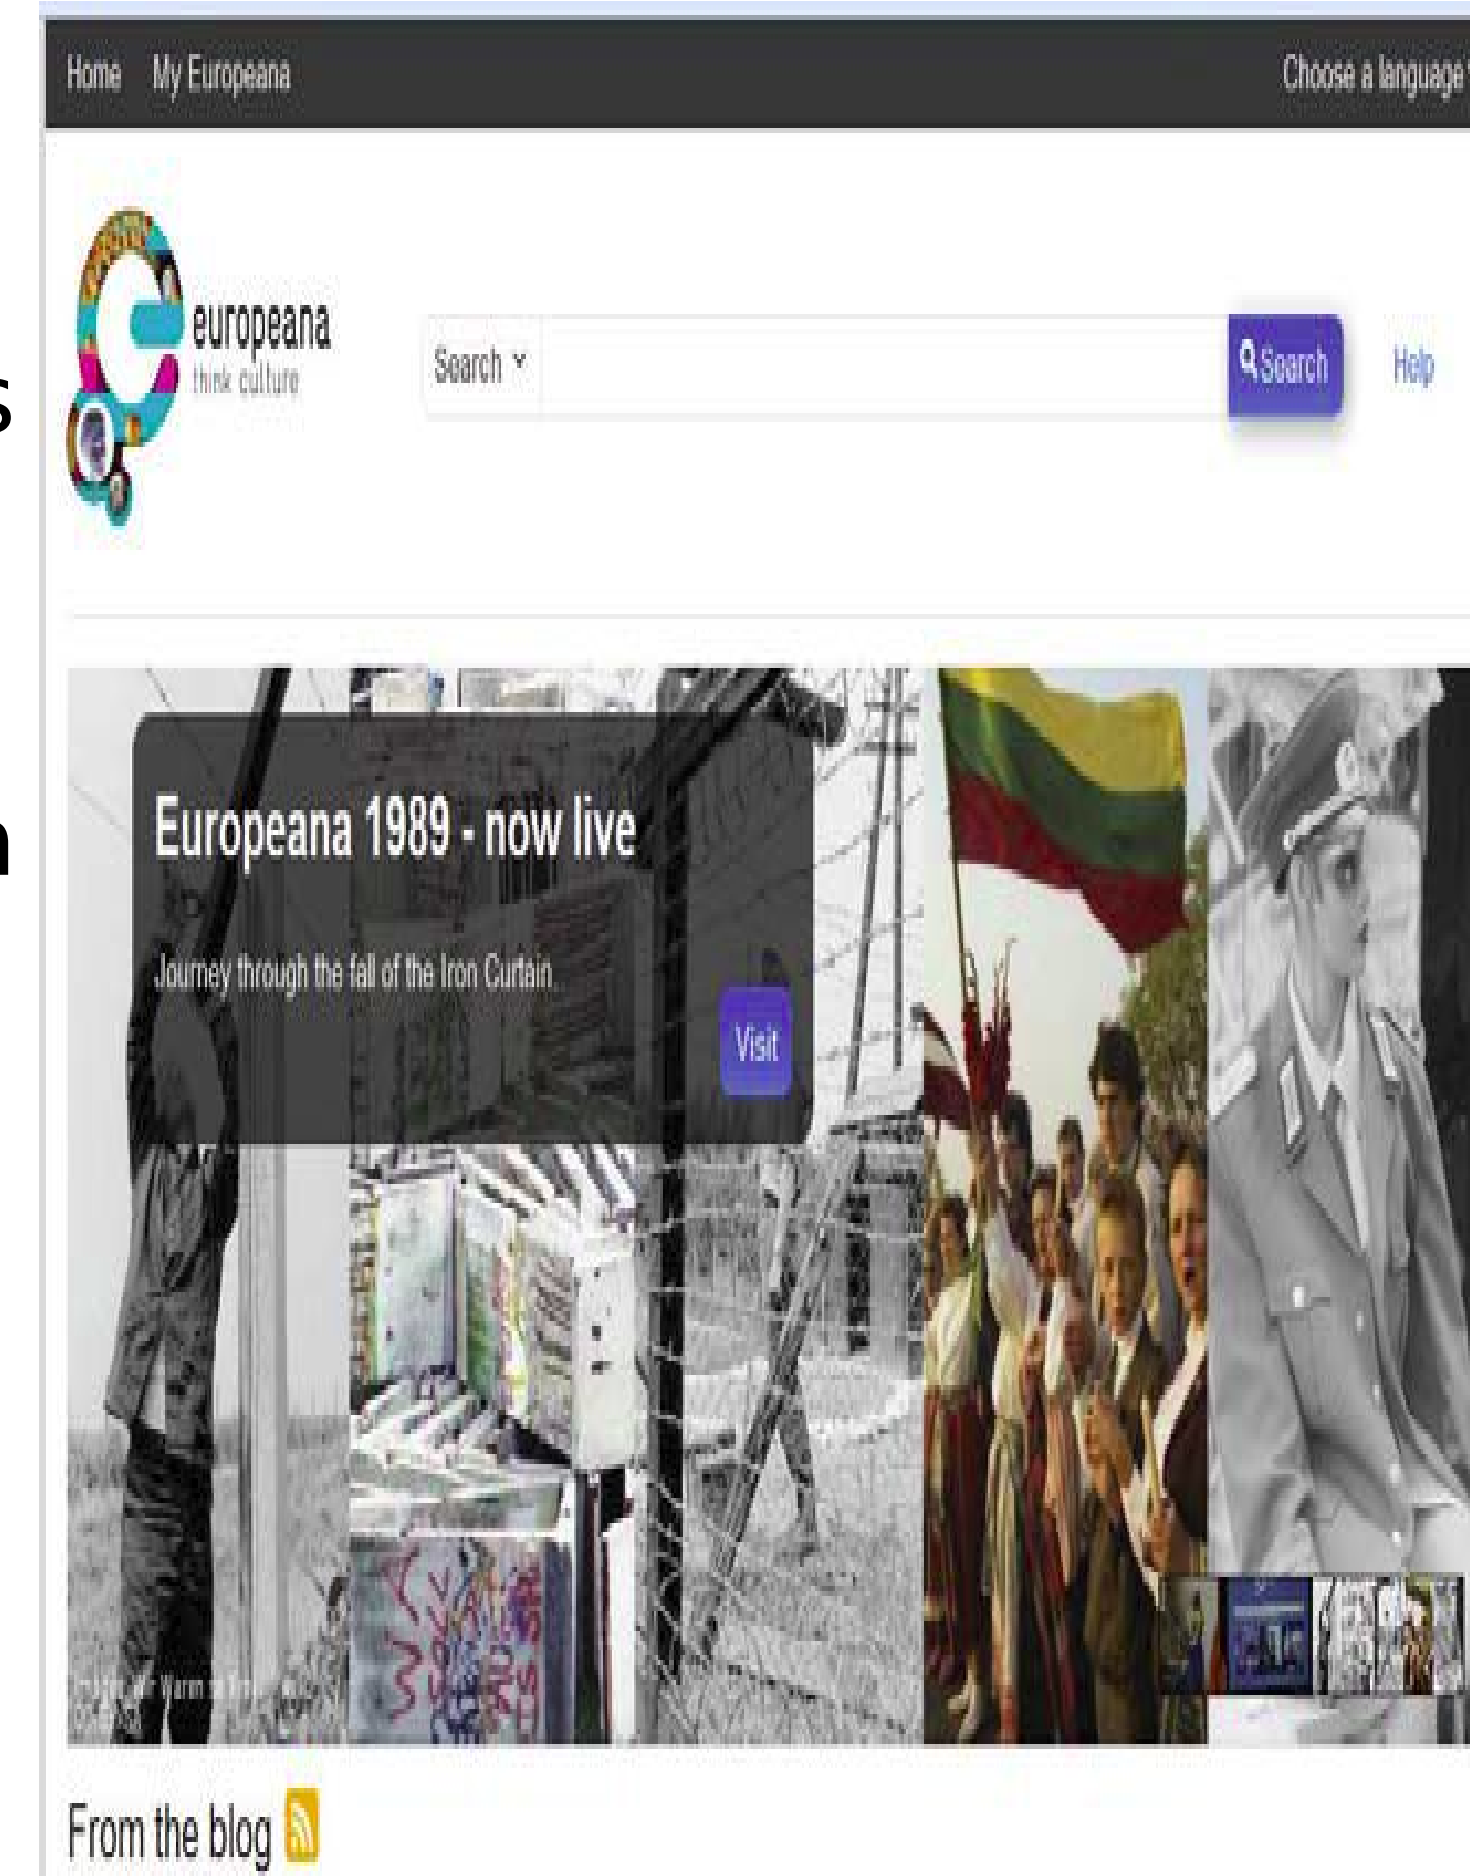 Home My Europeana Choose a language
s
europeana
think culture
Search Search Help
n
Europeana 1989 - now live
Journey through the fall of the Iron Curtain
Visit
From the blog